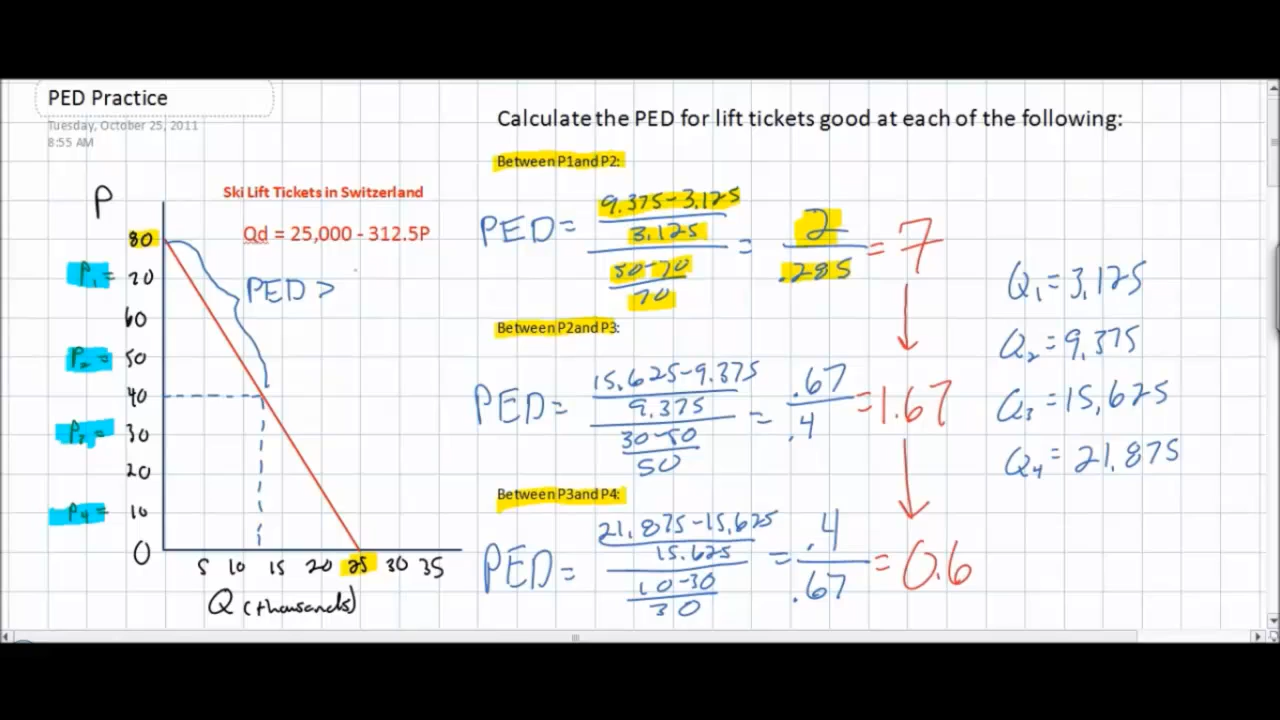 PED Practice
Tuesday, October 25, 2011
8:55 AM
Calculate the PED for lift tickets good at each of the following:
Ski Lift Tickets in Switzerland
Qd = 25,000 - 312.5P
P
80
P1= 70
60
P2= 50
40
P3= 30
20
P4= 10
0
5 10 15 20 25 30 35
Q (thousands)
PED >
Between P1and P2:
PED=
9.375-3.125
3.125
50-70
70
=
2
.285
= 7
Between P2and P3:
PED=
15.625-9.375
9.375
30-50
50
=
.67
.4
=1.67
Between P3and P4:
PED=
21.875-15.625
15.625
10-30
30
=
.4
.67
= 0.6
Q1=3,125
Q2=9,375
Q3=15,625
Q4= 21,875